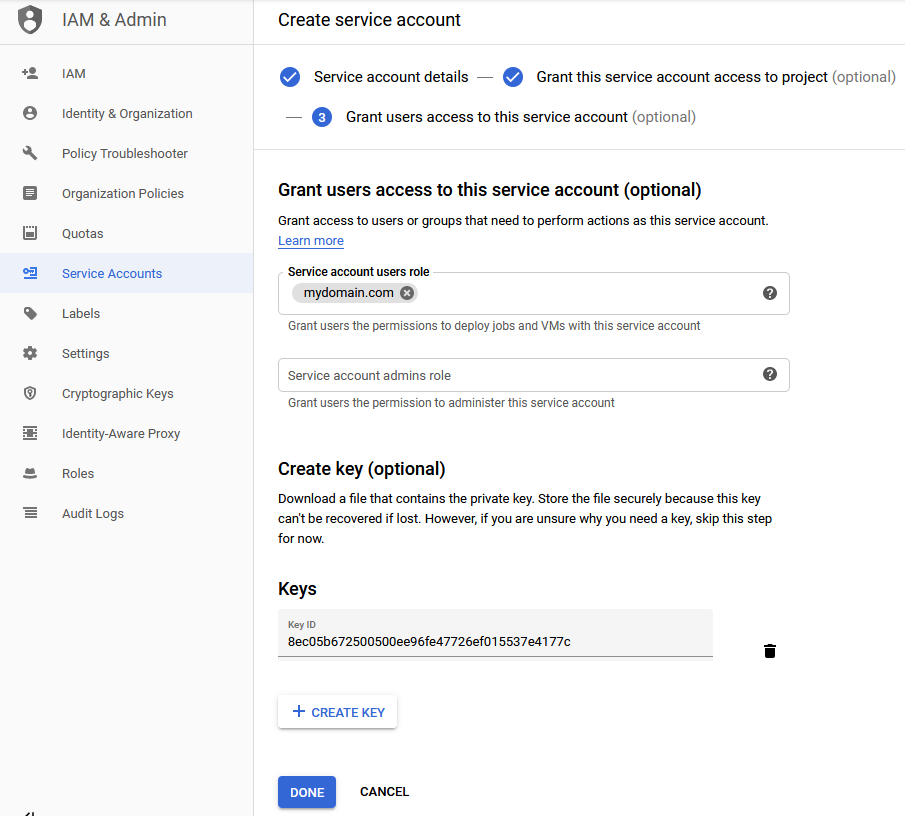 IAM & Admin
IAM
Identity & Organization
Policy Troubleshooter
Organization Policies
Quotas
Service Accounts
Labels
Settings
Cryptographic Keys
Identity-Aware Proxy
Roles
Audit Logs
Create service account
Service account details — Grant this service account access to project (optional)
— 3 Grant users access to this service account (optional)
Grant users access to this service account (optional)
Grant access to users or groups that need to perform actions as this service account.
Learn more
Service account users role
mydomain.com
Grant users the permissions to deploy jobs and VMs with this service account
Service account admins role
Grant users the permission to administer this service account
Create key (optional)
Download a file that contains the private key. Store the file securely because this key
can't be recovered if lost. However, if you are unsure why you need a key, skip this step
for now.
Keys
Key ID
8ec05b672500500ee96fe47726ef015537e4177c
+ CREATE KEY
DONE CANCEL